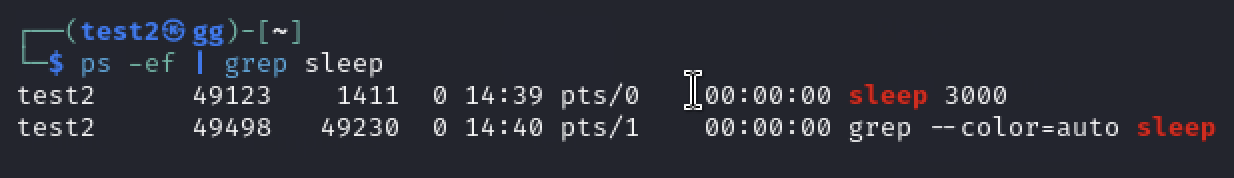 ┌──(test2㉿gg)-[~]
└─$ ps -ef | grep sleep
test2      49123    1411  0 14:39 pts/0    00:00:00 sleep 3000
test2      49498   49230  0 14:40 pts/1    00:00:00 grep --color=auto sleep